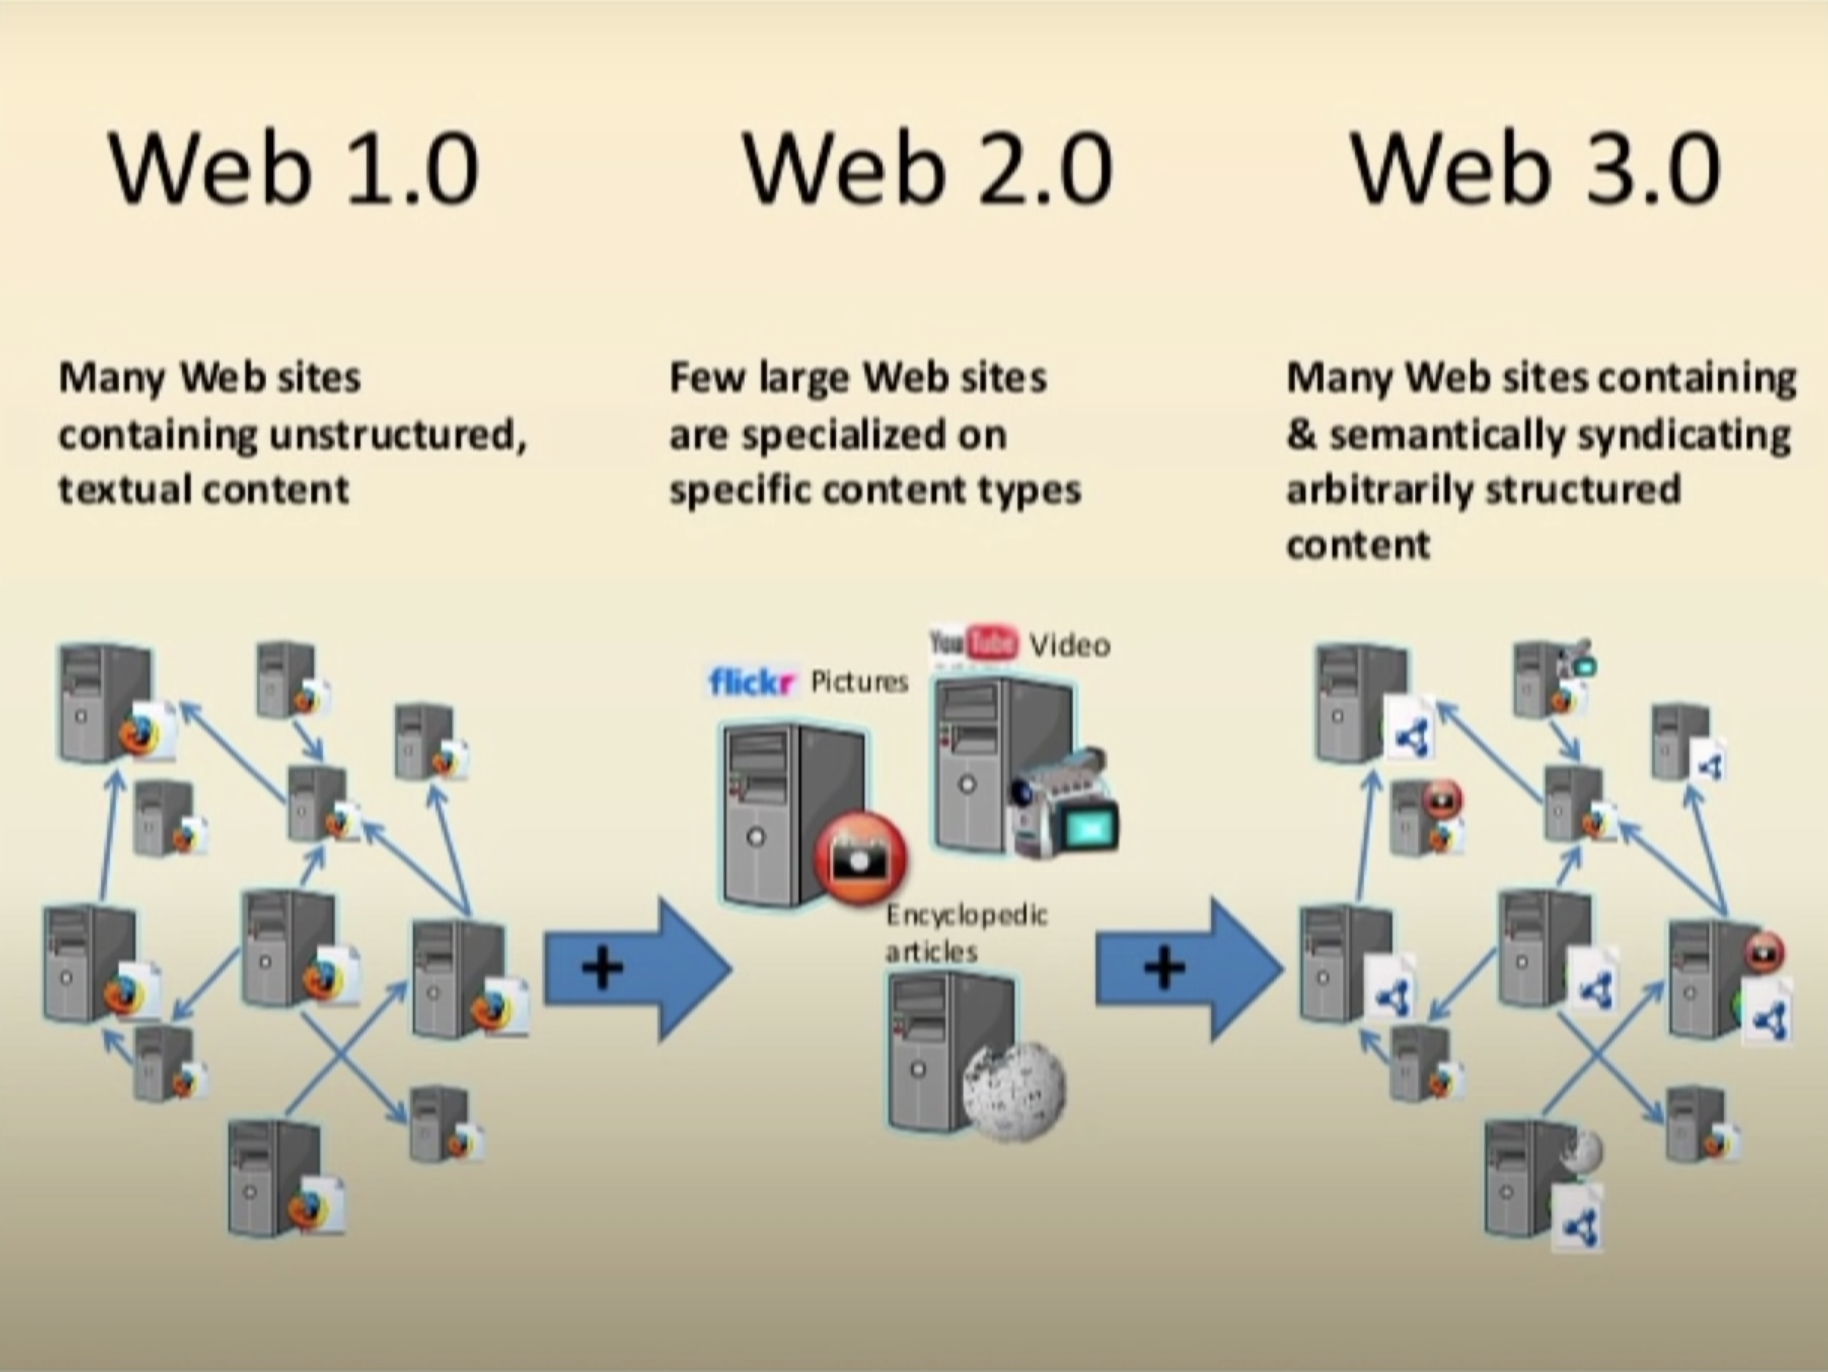 Web 1.0
Many Web sites
containing unstructured,
textual content
Web 2.0
Few large Web sites
are specialized on
specific content types
flickr Pictures
YouTube Video
Encyclopedic
articles
Web 3.0
Many Web sites containing
& semantically syndicating
arbitrarily structured
content
+
+